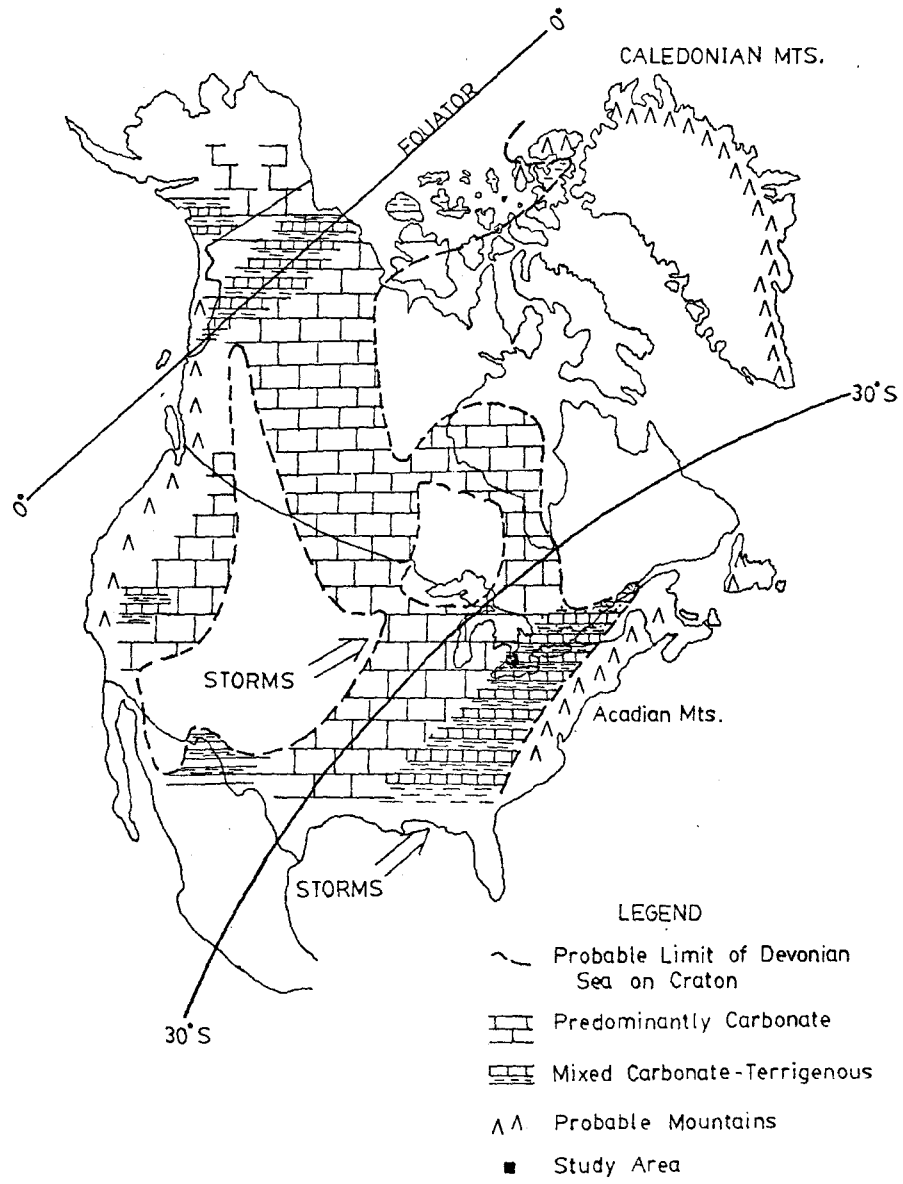 0°
CALEDONIAN MTS.
EQUATOR
30°S
0°
STORMS
Acadian Mts.
STORMS
30°S
LEGEND
Probable Limit of Devonian
Sea on Craton
Predominantly Carbonate
Mixed Carbonate-Terrigenous
Probable Mountains
Study Area